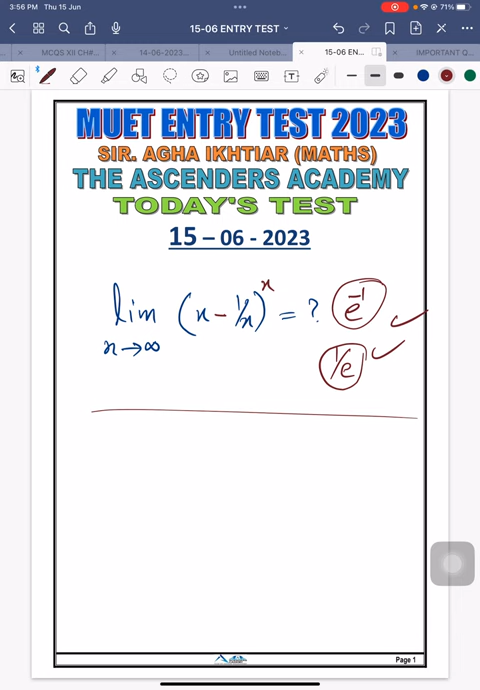 3:56 PM Thu 15 Jun
71%
15-06 ENTRY TEST
MCQS XII CH#...
14-06-2023...
Untitled Noteb...
15-06 EN...
IMPORTANT Q...
MUET ENTRY TEST 2023
SIR. AGHA IKHTIAR (MATHS)
THE ASCENDERS ACADEMY
TODAY'S TEST
15 – 06 - 2023
lim (x - 1/x)^x = ? e^-1
x → ∞
1/e
Page 1